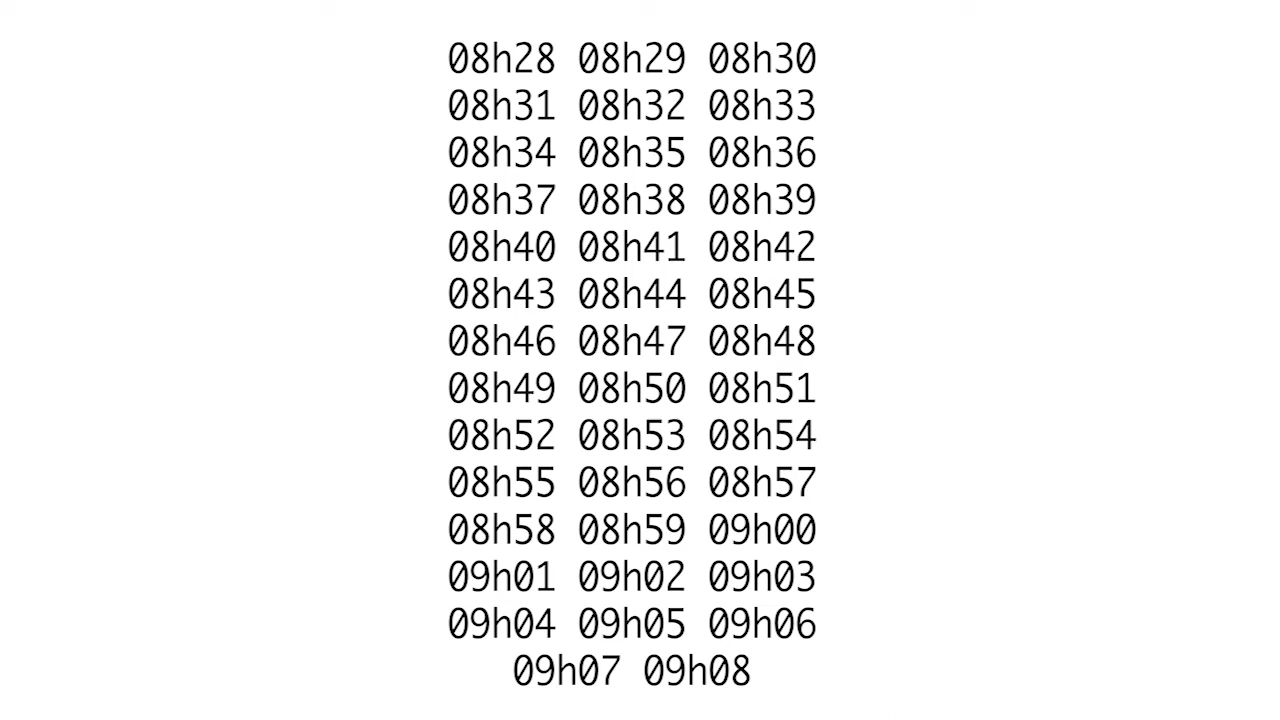 08h28 08h29 08h30
08h31 08h32 08h33
08h34 08h35 08h36
08h37 08h38 08h39
08h40 08h41 08h42
08h43 08h44 08h45
08h46 08h47 08h48
08h49 08h50 08h51
08h52 08h53 08h54
08h55 08h56 08h57
08h58 08h59 09h00
09h01 09h02 09h03
09h04 09h05 09h06
09h07 09h08